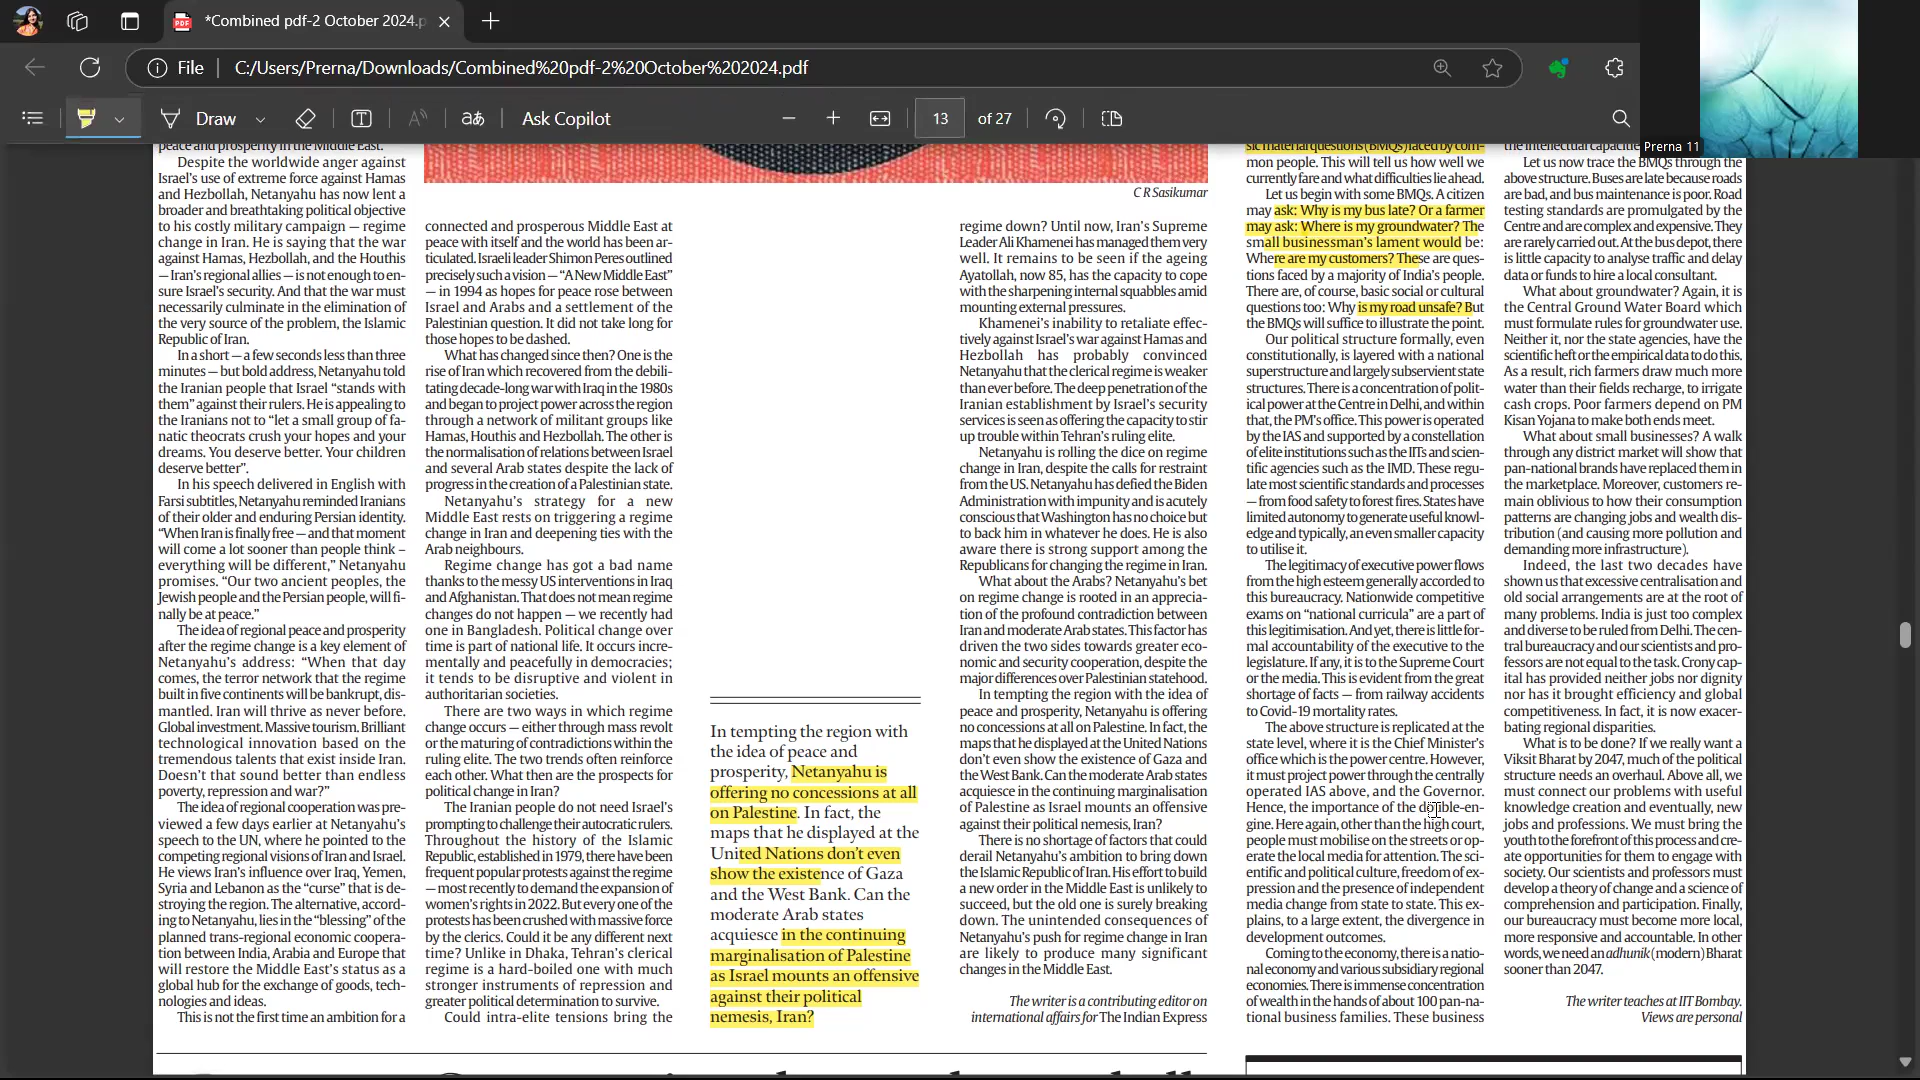 *Combined pdf-2 October 2024.p
File
C:/Users/Prerna/Downloads/Combined%20pdf-2%20October%202024.pdf
Draw
Ask Copilot
13 of 27
Prerna 11
peace and prosperity in the Middle East.
Despite the worldwide anger against
Israel's use of extreme force against Hamas
and Hezbollah, Netanyahu has now lent a
broader and breathtaking political objective
to his costly military campaign — regime
change in Iran. He is saying that the war
against Hamas, Hezbollah, and the Houthis
— Iran's regional allies — is not enough to en-
sure Israel's security. And that the war must
necessarily culminate in the elimination of
the very source of the problem, the Islamic
Republic of Iran.
In a short — a few seconds less than three
minutes — but bold address, Netanyahu told
the Iranian people that Israel “stands with
them” against their rulers. He is appealing to
the Iranians not to “let a small group of fa-
natic theocrats crush your hopes and your
dreams. You deserve better. Your children
deserve better”.
In his speech delivered in English with
Farsi subtitles, Netanyahu reminded Iranians
of their older and enduring Persian identity.
“When Iran is finally free — and that moment
will come a lot sooner than people think –
everything will be different,” Netanyahu
promises. “Our two ancient peoples, the
Jewish people and the Persian people, will fi-
nally be at peace.”
The idea of regional peace and prosperity
after the regime change is a key element of
Netanyahu's address: “When that day
comes, the terror network that the regime
built in five continents will be bankrupt, dis-
mantled. Iran will thrive as never before.
Global investment. Massive tourism. Brilliant
technological innovation based on the
tremendous talents that exist inside Iran.
Doesn't that sound better than endless
poverty, repression and war?”
The idea of regional cooperation was pre-
viewed a few days earlier at Netanyahu's
speech to the UN, where he pointed to the
competing regional visions of Iran and Israel.
He views Iran's influence over Iraq, Yemen,
Syria and Lebanon as the “curse” that is de-
stroying the region. The alternative, accord-
ing to Netanyahu, lies in the “blessing” of the
planned trans-regional economic coopera-
tion between India, Arabia and Europe that
will restore the Middle East's status as a
global hub for the exchange of goods, tech-
nologies and ideas.
This is not the first time an ambition for a
C R Sasikumar
connected and prosperous Middle East at
peace with itself and the world has been ar-
ticulated. Israeli leader Shimon Peres outlined
precisely such a vision — “A New Middle East”
— in 1994 as hopes for peace rose between
Israel and Arabs and a settlement of the
Palestinian question. It did not take long for
those hopes to be dashed.
What has changed since then? One is the
rise of Iran which recovered from the debili-
tating decade-long war with Iraq in the 1980s
and began to project power across the region
through a network of militant groups like
Hamas, Houthis and Hezbollah. The other is
the normalisation of relations between Israel
and several Arab states despite the lack of
progress in the creation of a Palestinian state.
Netanyahu's strategy for a new
Middle East rests on triggering a regime
change in Iran and deepening ties with the
Arab neighbours.
Regime change has got a bad name
thanks to the messy US interventions in Iraq
and Afghanistan. That does not mean regime
changes do not happen — we recently had
one in Bangladesh. Political change over
time is part of national life. It occurs incre-
mentally and peacefully in democracies;
it tends to be disruptive and violent in
authoritarian societies.
There are two ways in which regime
change occurs — either through mass revolt
or the maturing of contradictions within the
ruling elite. The two trends often reinforce
each other. What then are the prospects for
political change in Iran?
The Iranian people do not need Israel's
prompting to challenge their autocratic rulers.
Throughout the history of the Islamic
Republic, established in 1979, there have been
frequent popular protests against the regime
— most recently to demand the expansion of
women's rights in 2022. But every one of the
protests has been crushed with massive force
by the clerics. Could it be any different next
time? Unlike in Dhaka, Tehran's clerical
regime is a hard-boiled one with much
stronger instruments of repression and
greater political determination to survive.
Could intra-elite tensions bring the
In tempting the region with
the idea of peace and
prosperity, Netanyahu is
offering no concessions at all
on Palestine. In fact, the
maps that he displayed at the
United Nations don't even
show the existence of Gaza
and the West Bank. Can the
moderate Arab states
acquiesce in the continuing
marginalisation of Palestine
as Israel mounts an offensive
against their political
nemesis, Iran?
regime down? Until now, Iran's Supreme
Leader Ali Khamenei has managed them very
well. It remains to be seen if the ageing
Ayatollah, now 85, has the capacity to cope
with the sharpening internal squabbles amid
mounting external pressures.
Khamenei's inability to retaliate effec-
tively against Israel's war against Hamas and
Hezbollah has probably convinced
Netanyahu that the clerical regime is weaker
than ever before. The deep penetration of the
Iranian establishment by Israel's security
services is seen as offering the capacity to stir
up trouble within Tehran's ruling elite.
Netanyahu is rolling the dice on regime
change in Iran, despite the calls for restraint
from the US. Netanyahu has defied the Biden
Administration with impunity and is acutely
conscious that Washington has no choice but
to back him in whatever he does. He is also
aware there is strong support among the
Republicans for changing the regime in Iran.
What about the Arabs? Netanyahu's bet
on regime change is rooted in an apprecia-
tion of the profound contradiction between
Iran and moderate Arab states. This factor has
driven the two sides towards greater eco-
nomic and security cooperation, despite the
major differences over Palestinian statehood.
In tempting the region with the idea of
peace and prosperity, Netanyahu is offering
no concessions at all on Palestine. In fact, the
maps that he displayed at the United Nations
don't even show the existence of Gaza and
the West Bank. Can the moderate Arab states
acquiesce in the continuing marginalisation
of Palestine as Israel mounts an offensive
against their political nemesis, Iran?
There is no shortage of factors that could
derail Netanyahu's ambition to bring down
the Islamic Republic of Iran. His effort to build
a new order in the Middle East is unlikely to
succeed, but the old one is surely breaking
down. The unintended consequences of
Netanyahu's push for regime change in Iran
are likely to produce many significant
changes in the Middle East.
The writer is a contributing editor on
international affairs for The Indian Express
sic material questions (BMQs) faced by com-
mon people. This will tell us how well we
currently fare and what difficulties lie ahead.
Let us begin with some BMQs. A citizen
may ask: Why is my bus late? Or a farmer
may ask: Where is my groundwater? The
small businessman's lament would be:
Where are my customers? These are ques-
tions faced by a majority of India's people.
There are, of course, basic social or cultural
questions too: Why is my road unsafe? But
the BMQs will suffice to illustrate the point.
Our political structure formally, even
constitutionally, is layered with a national
superstructure and largely subservient state
structures. There is a concentration of polit-
ical power at the Centre in Delhi, and within
that, the PM's office. This power is operated
by the IAS and supported by a constellation
of elite institutions such as the IITs and scien-
tific agencies such as the IMD. These regu-
late most scientific standards and processes
— from food safety to forest fires. States have
limited autonomy to generate useful knowl-
edge and typically, an even smaller capacity
to utilise it.
The legitimacy of executive power flows
from the high esteem generally accorded to
this bureaucracy. Nationwide competitive
exams on “national curricula” are a part of
this legitimisation. And yet, there is little for-
mal accountability of the executive to the
legislature. If any, it is to the Supreme Court
or the media. This is evident from the great
shortage of facts — from railway accidents
to Covid-19 mortality rates.
The above structure is replicated at the
state level, where it is the Chief Minister's
office which is the power centre. However,
it must project power through the centrally
operated IAS above, and the Governor.
Hence, the importance of the double-en-
gine. Here again, other than the high court,
people must mobilise on the streets or op-
erate the local media for attention. The sci-
entific and political culture, freedom of ex-
pression and the presence of independent
media change from state to state. This ex-
plains, to a large extent, the divergence in
development outcomes.
Coming to the economy, there is a natio-
nal economy and various subsidiary regional
economies. There is immense concentration
of wealth in the hands of about 100 pan-na-
tional business families. These business
the intellectual capacitie
Let us now trace the BMQs through the
above structure. Buses are late because roads
are bad, and bus maintenance is poor. Road
testing standards are promulgated by the
Centre and are complex and expensive. They
are rarely carried out. At the bus depot, there
is little capacity to analyse traffic and delay
data or funds to hire a local consultant.
What about groundwater? Again, it is
the Central Ground Water Board which
must formulate rules for groundwater use.
Neither it, nor the state agencies, have the
scientific heft or the empirical data to do this.
As a result, rich farmers draw much more
water than their fields recharge, to irrigate
cash crops. Poor farmers depend on PM
Kisan Yojana to make both ends meet.
What about small businesses? A walk
through any district market will show that
pan-national brands have replaced them in
the marketplace. Moreover, customers re-
main oblivious to how their consumption
patterns are changing jobs and wealth dis-
tribution (and causing more pollution and
demanding more infrastructure).
Indeed, the last two decades have
shown us that excessive centralisation and
old social arrangements are at the root of
many problems. India is just too complex
and diverse to be ruled from Delhi. The cen-
tral bureaucracy and our scientists and pro-
fessors are not equal to the task. Crony cap-
ital has provided neither jobs nor dignity
nor has it brought efficiency and global
competitiveness. In fact, it is now exacer-
bating regional disparities.
What is to be done? If we really want a
Viksit Bharat by 2047, much of the political
structure needs an overhaul. Above all, we
must connect our problems with useful
knowledge creation and eventually, new
jobs and professions. We must bring the
youth to the forefront of this process and cre-
ate opportunities for them to engage with
society. Our scientists and professors must
develop a theory of change and a science of
comprehension and participation. Finally,
our bureaucracy must become more local,
more responsive and accountable. In other
words, we need an adhunik (modern) Bharat
sooner than 2047.
The writer teaches at IIT Bombay.
Views are personal